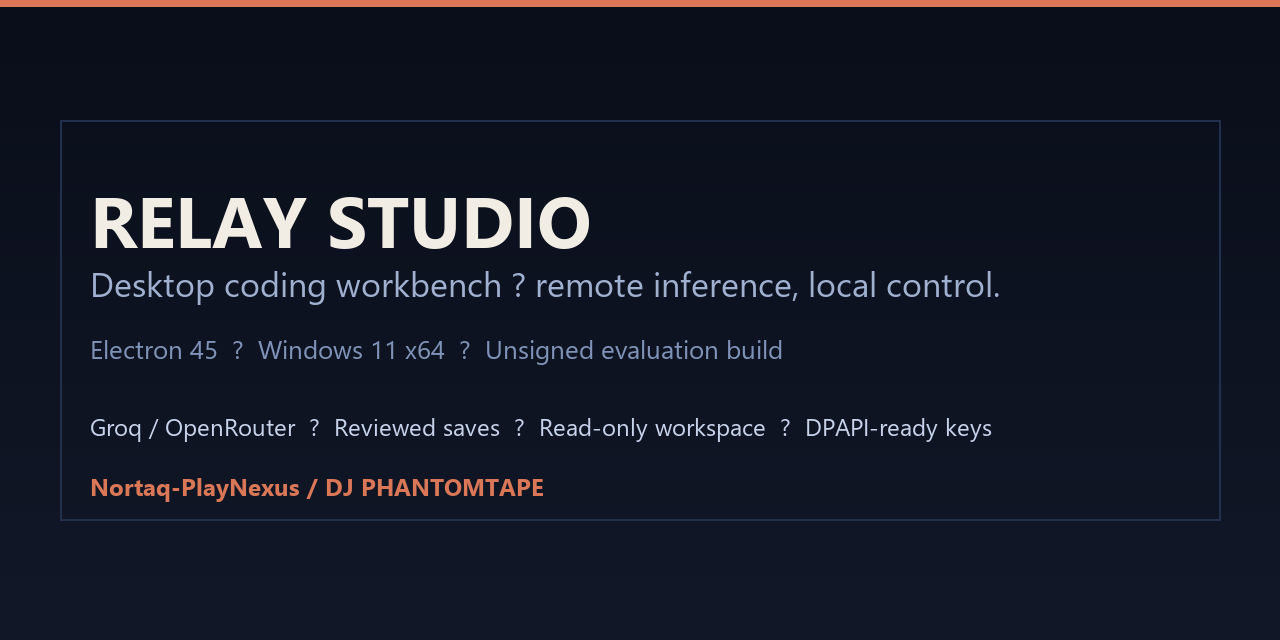 RELAY STUDIO
Desktop coding workbench ? remote inference, local control.
Electron 45 ? Windows 11 x64 ? Unsigned evaluation build
Groq / OpenRouter ? Reviewed saves ? Read-only workspace ? DPAPI-ready keys
Nortaq-PlayNexus / DJ PHANTOMTAPE